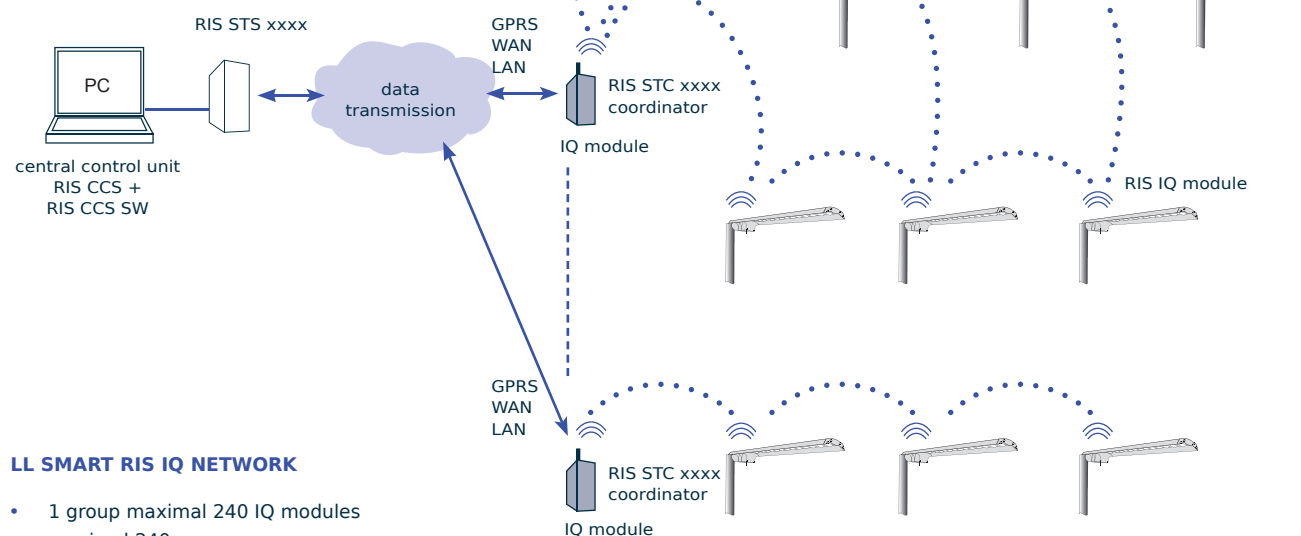 RIS STS xxxx
GPRS
WAN
LAN
PC
data
transmission
RIS STC xxxx
coordinator
IQ module
central control unit
RIS CCS +
RIS CCS SW
RIS IQ module
GPRS
WAN
LAN
LL SMART RIS IQ NETWORK
RIS STC xxxx
coordinator
• 1 group maximal 240 IQ modules
IQ module